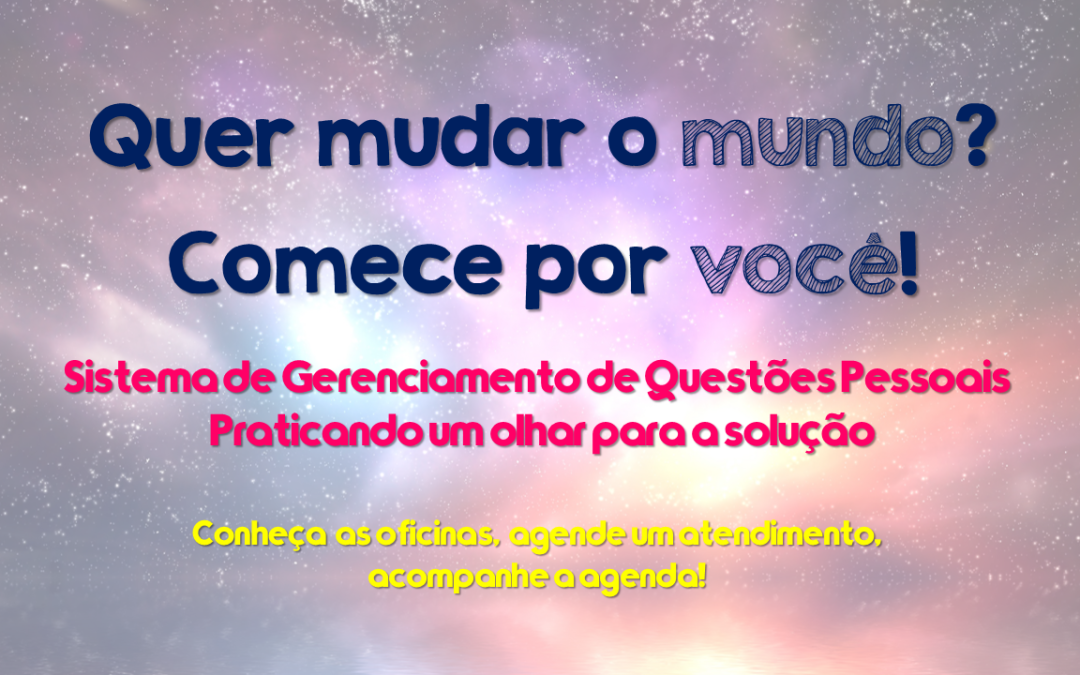 Quer mudar o mundo?
Comece por você!
Sistema de Gerenciamento de Questões Pessoais
Praticando um olhar para a solução
Conheça as oficinas, agende um atendimento,
acompanhe a agenda!